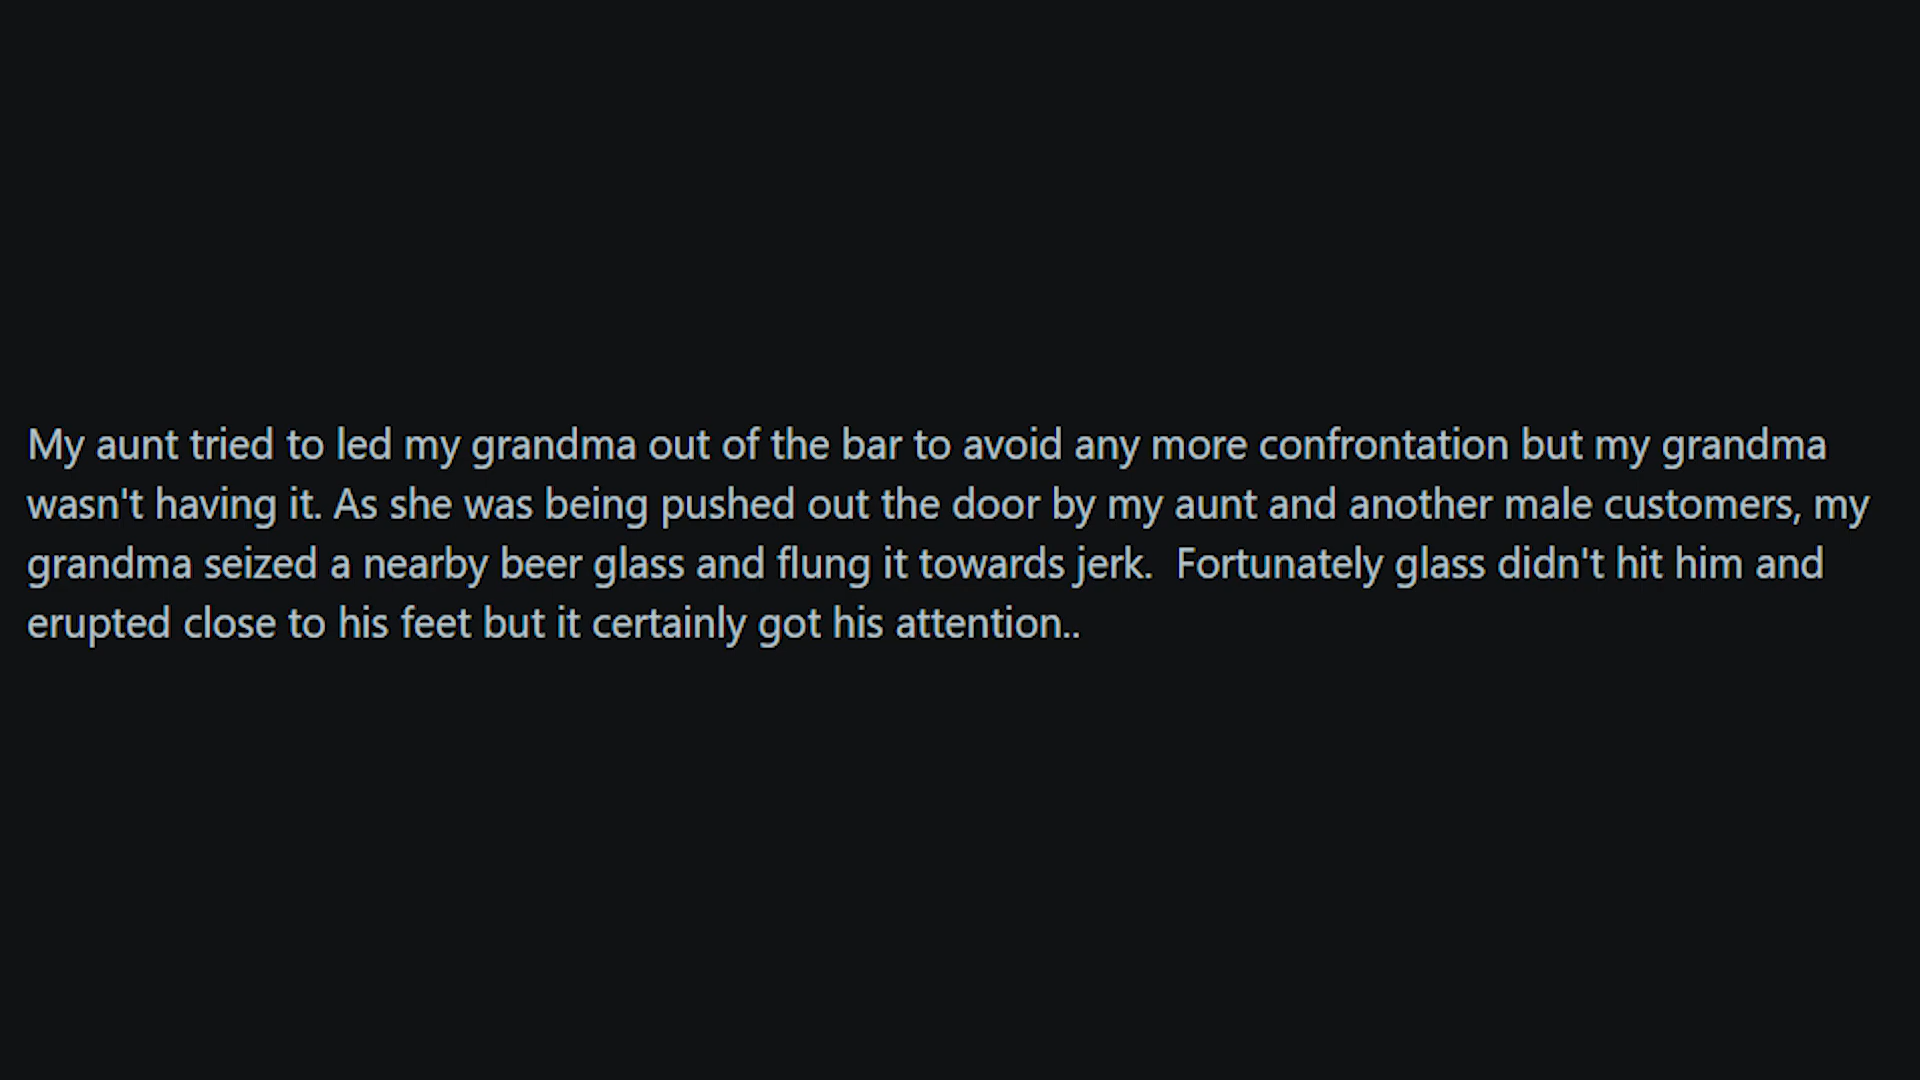 My aunt tried to led my grandma out of the bar to avoid any more confrontation but my grandma
wasn't having it. As she was being pushed out the door by my aunt and another male customers, my
grandma seized a nearby beer glass and flung it towards jerk.  Fortunately glass didn't hit him and
erupted close to his feet but it certainly got his attention..